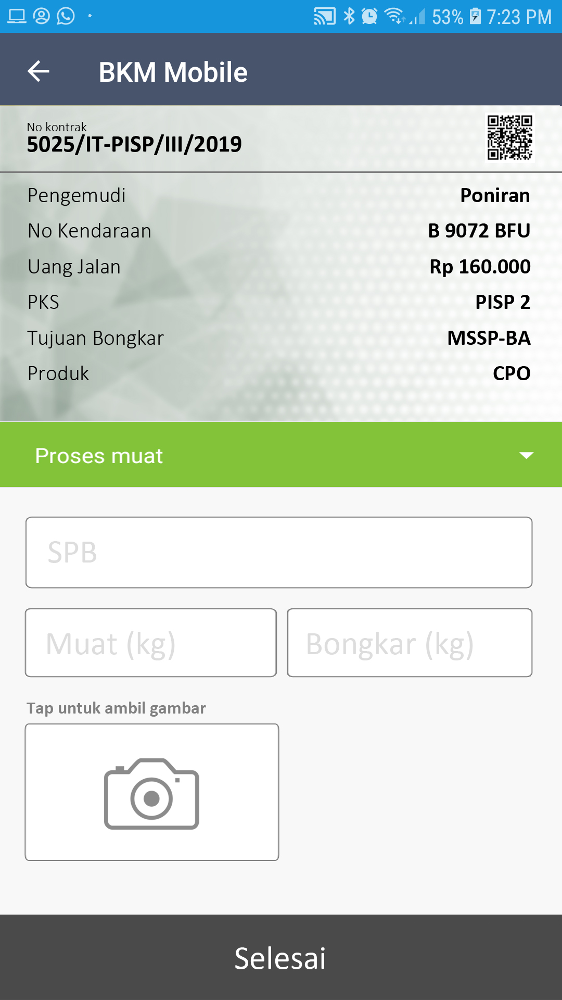 53% 7:23 PM
BKM Mobile
No kontrak
5025/IT-PISP/III/2019
Pengemudi Poniran
No Kendaraan B 9072 BFU
Uang Jalan Rp 160.000
PKS PISP 2
Tujuan Bongkar MSSP-BA
Produk CPO
Proses muat
SPB
Muat (kg) Bongkar (kg)
Tap untuk ambil gambar
Selesai